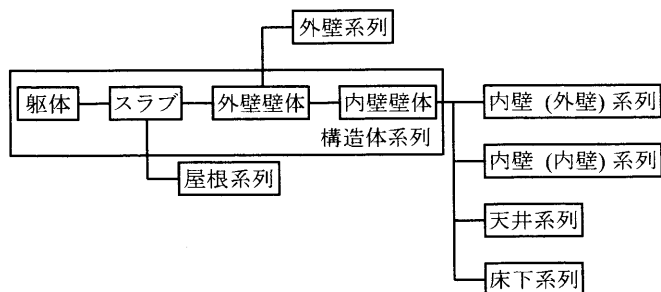 外壁系列
躯体
スラブ
外壁壁体
内壁壁体
構造体系列
屋根系列
内壁 (外壁) 系列
内壁 (内壁) 系列
天井系列
床下系列